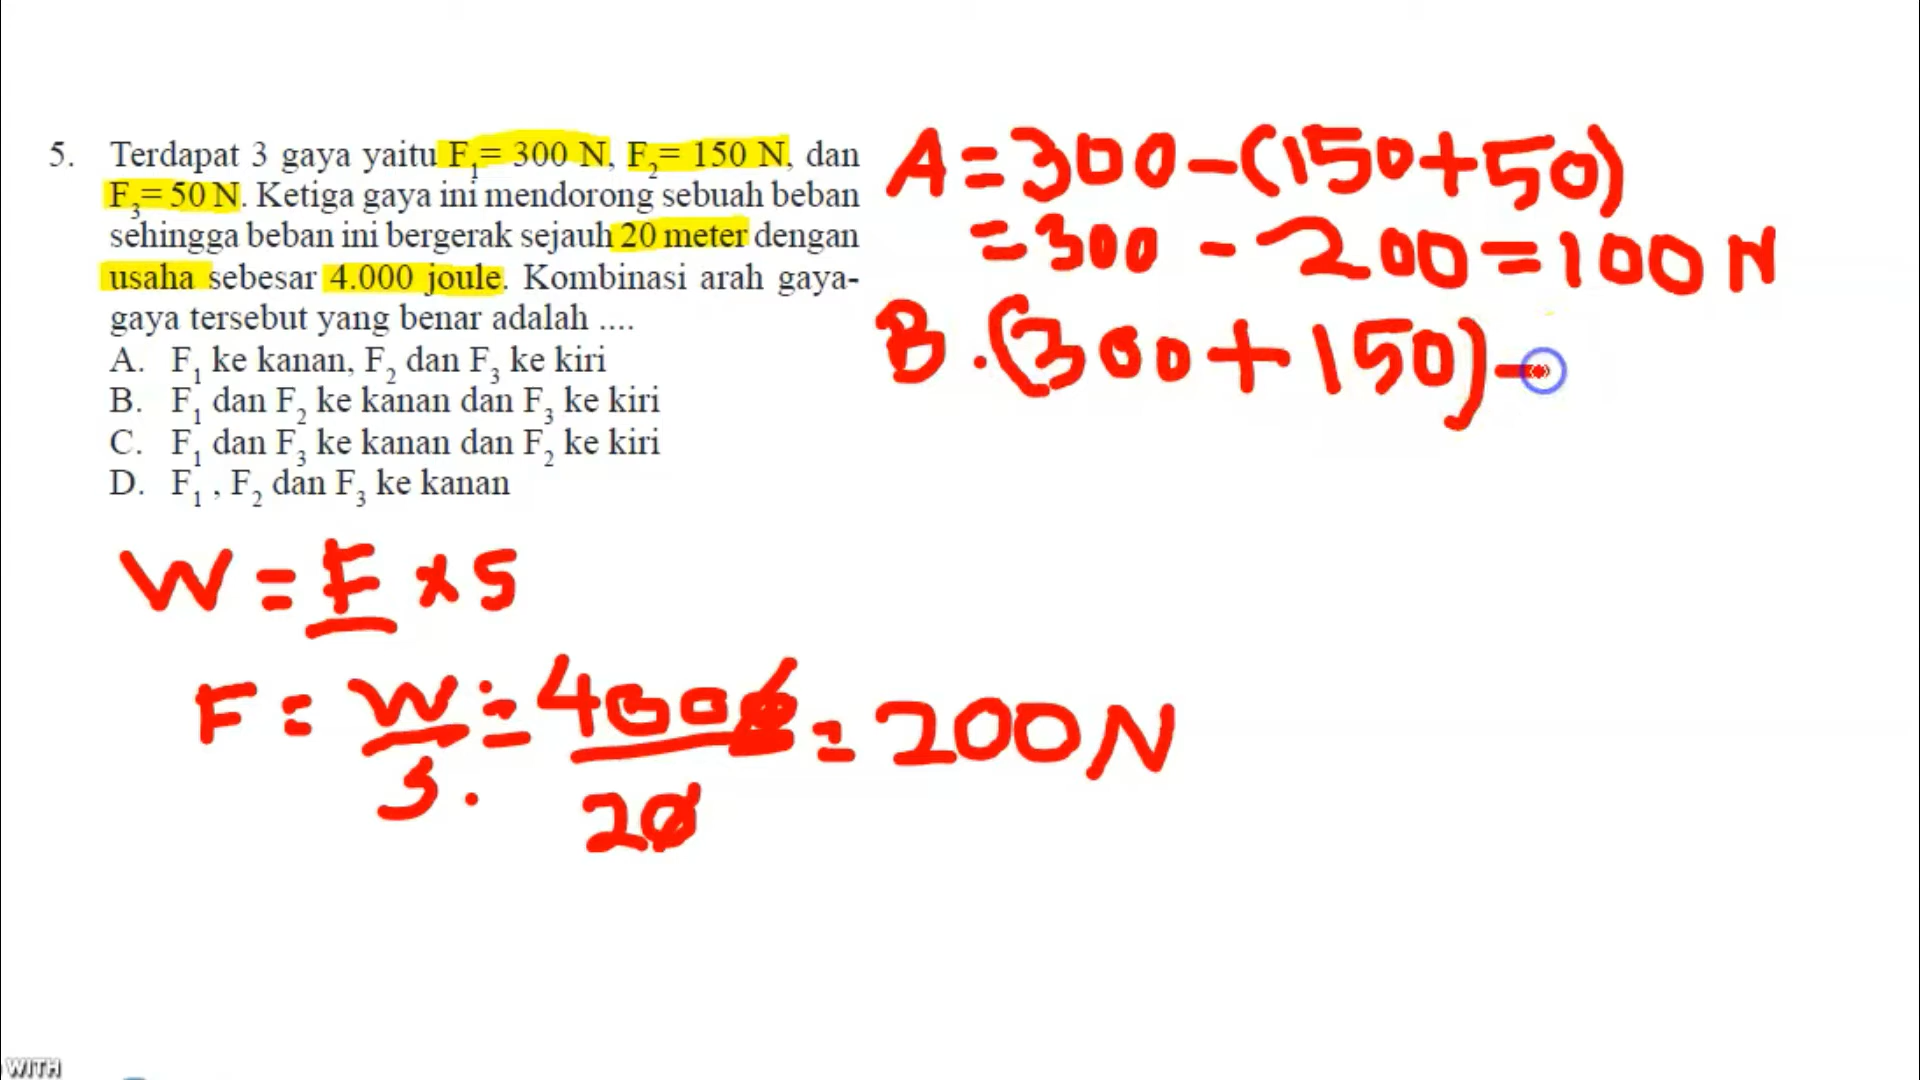 5. Terdapat 3 gaya yaitu F₁= 300 N, F₂= 150 N, dan
F₃= 50 N. Ketiga gaya ini mendorong sebuah beban
sehingga beban ini bergerak sejauh 20 meter dengan
usaha sebesar 4.000 joule. Kombinasi arah gaya-
gaya tersebut yang benar adalah ....
A. F₁ ke kanan, F₂ dan F₃ ke kiri
B. F₁ dan F₂ ke kanan dan F₃ ke kiri
C. F₁ dan F₃ ke kanan dan F₂ ke kiri
D. F₁ , F₂ dan F₃ ke kanan
W = F x s
F = W/s. = 4000/20 = 200 N
A = 300 - (150 + 50)
= 300 - 200 = 100 N
B . (300 + 150) -
WITH